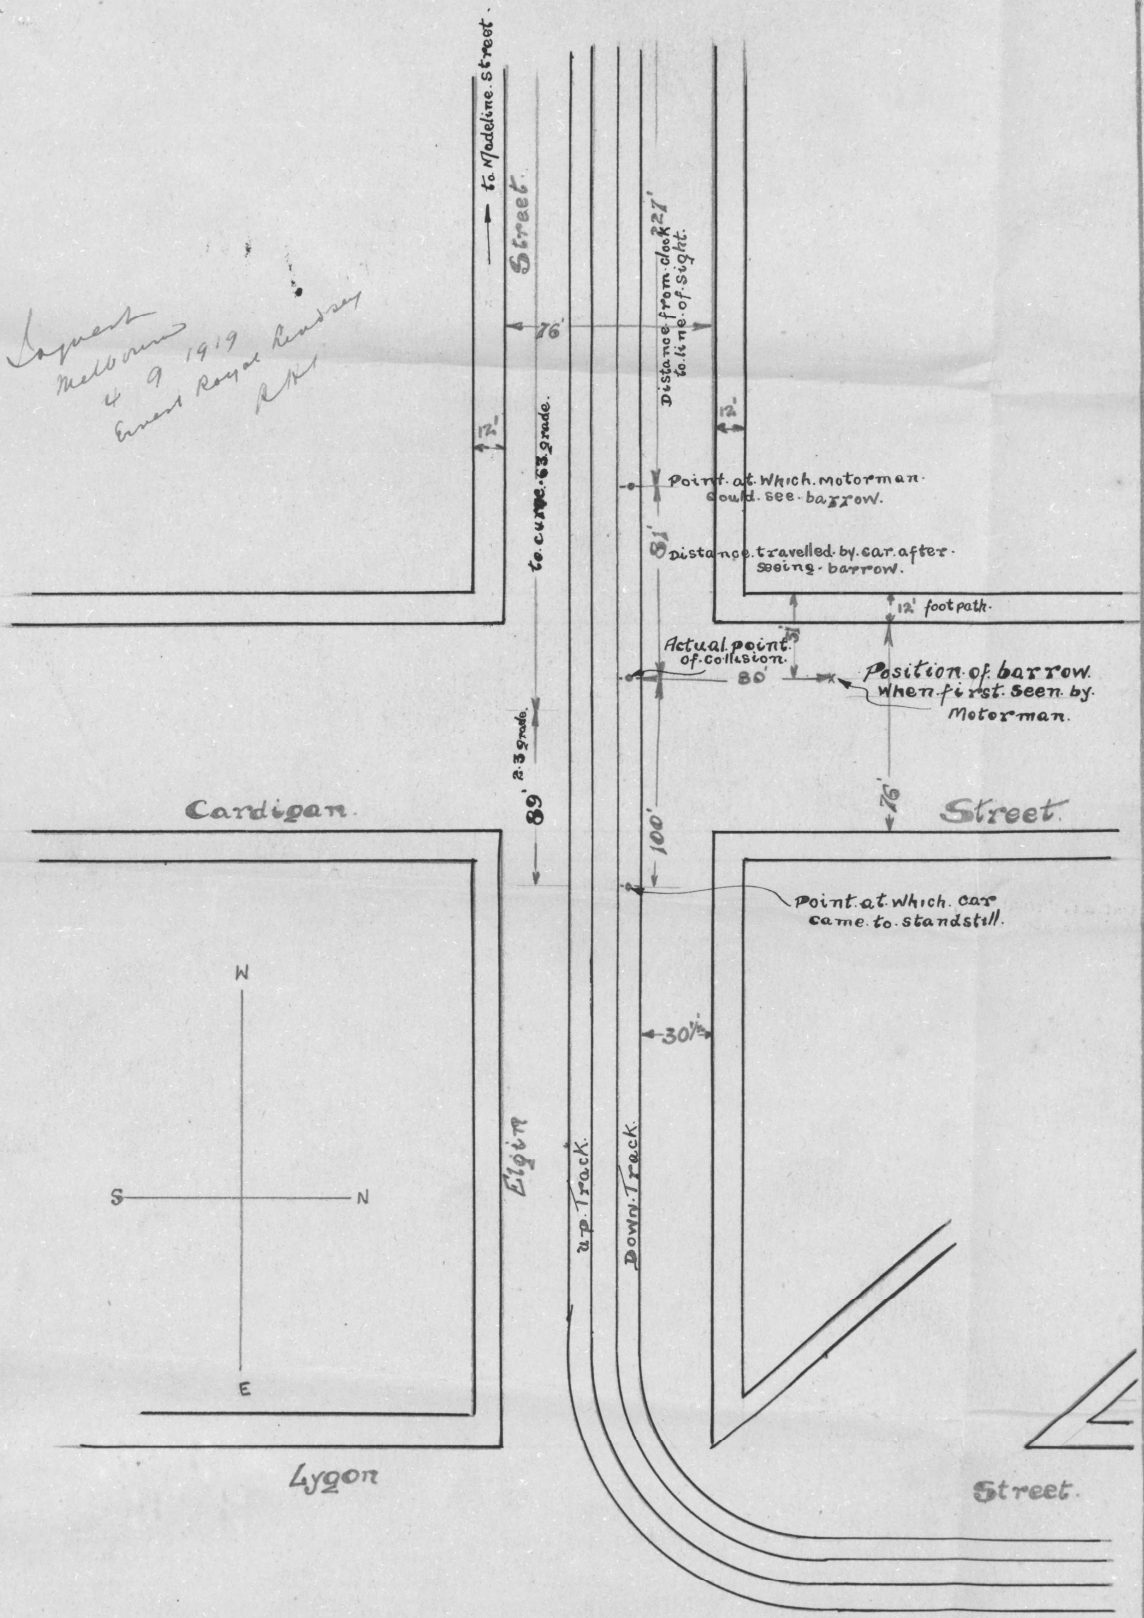 to Madeline Street.
Street.
227'
Distance from clock
to line of sight.
76'
12'
12'
to curve .63 grade.
Inquest
Melbourne
4 9 1919
Ernest Royal Lindsay
Point at which motorman
could see barrow.
81'
Distance travelled by car after
seeing barrow.
12' footpath.
31'
Actual point
of collision.
80'
Position of barrow
when first seen by
Motorman.
2.3 grade.
89'
100'
76'
Cardigan
Street.
Point at which car
came to standstill.
W
S
N
E
30½'
Elgin
up Track.
Down Track.
Lygon
Street.